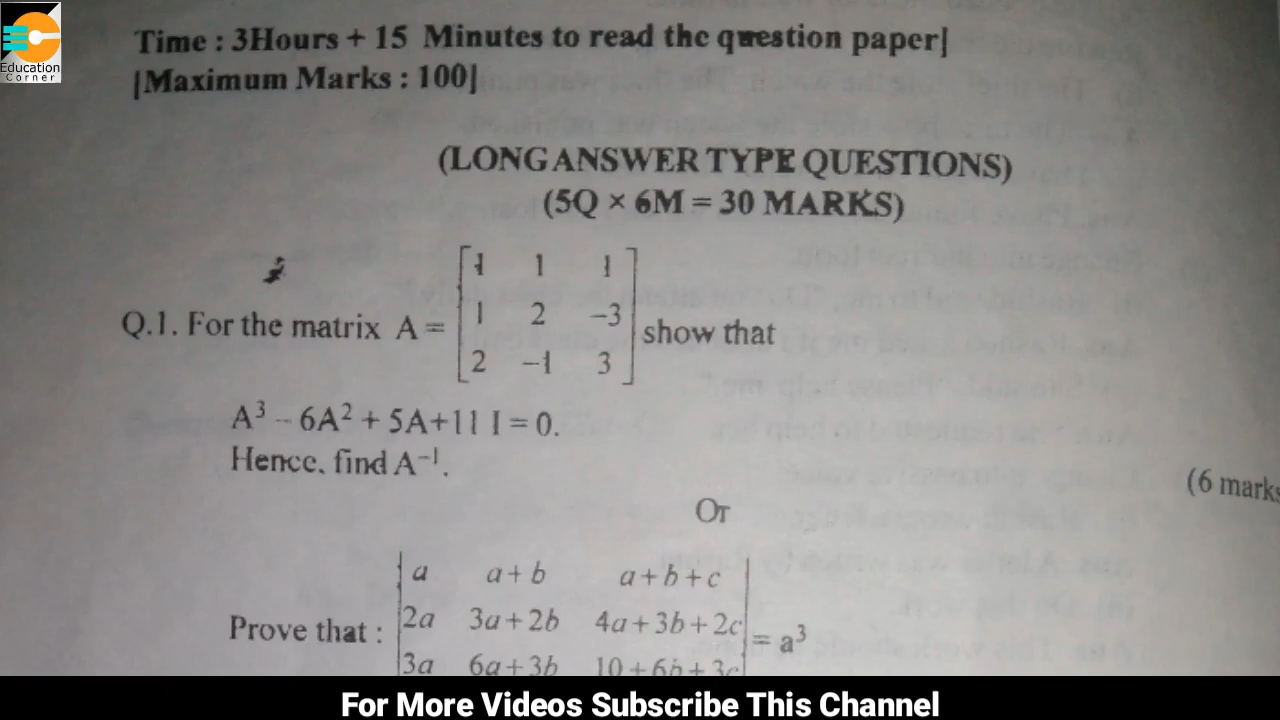 Education
Corner
Time : 3Hours + 15 Minutes to read the question paper]
[Maximum Marks : 100]
(LONG ANSWER TYPE QUESTIONS)
(5Q × 6M = 30 MARKS)
Q.1. For the matrix A = [1 1 1
1 2 −3
2 −1 3] show that
A³ − 6A² + 5A+11 I = 0.
Hence, find A⁻¹.
(6 marks
Or
Prove that : |a a+b a+b+c
2a 3a+2b 4a+3b+2c
3a 6a+3b 10+6b+3c| = a³
For More Videos Subscribe This Channel